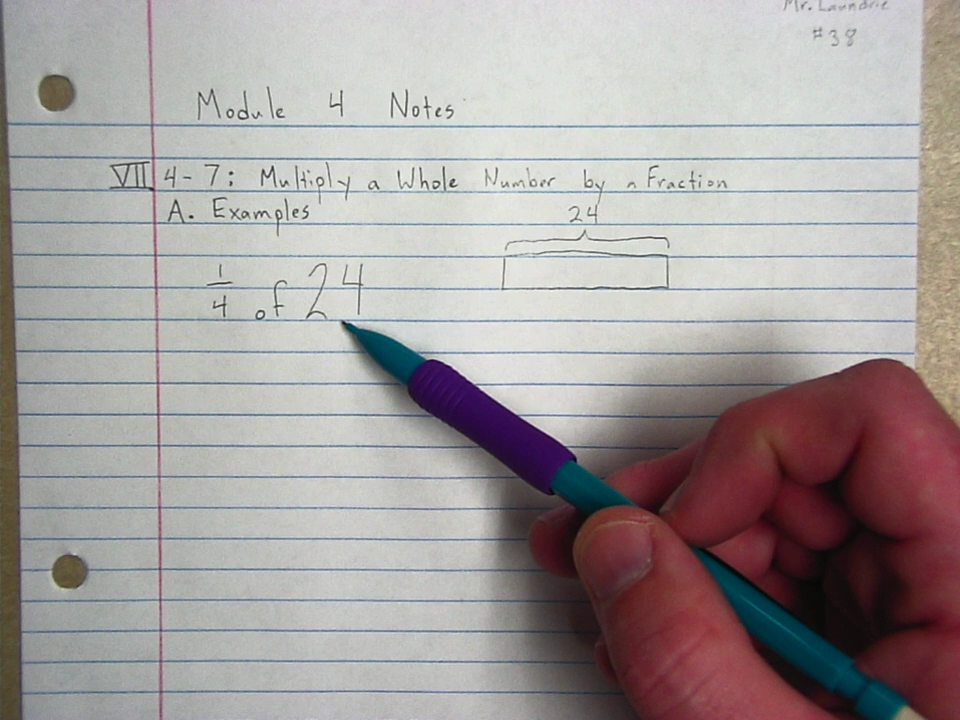 Mr. Laundrie
#38
Module 4 Notes
VII 4-7: Multiply a Whole Number by a Fraction
A. Examples
24
1/4 of 24